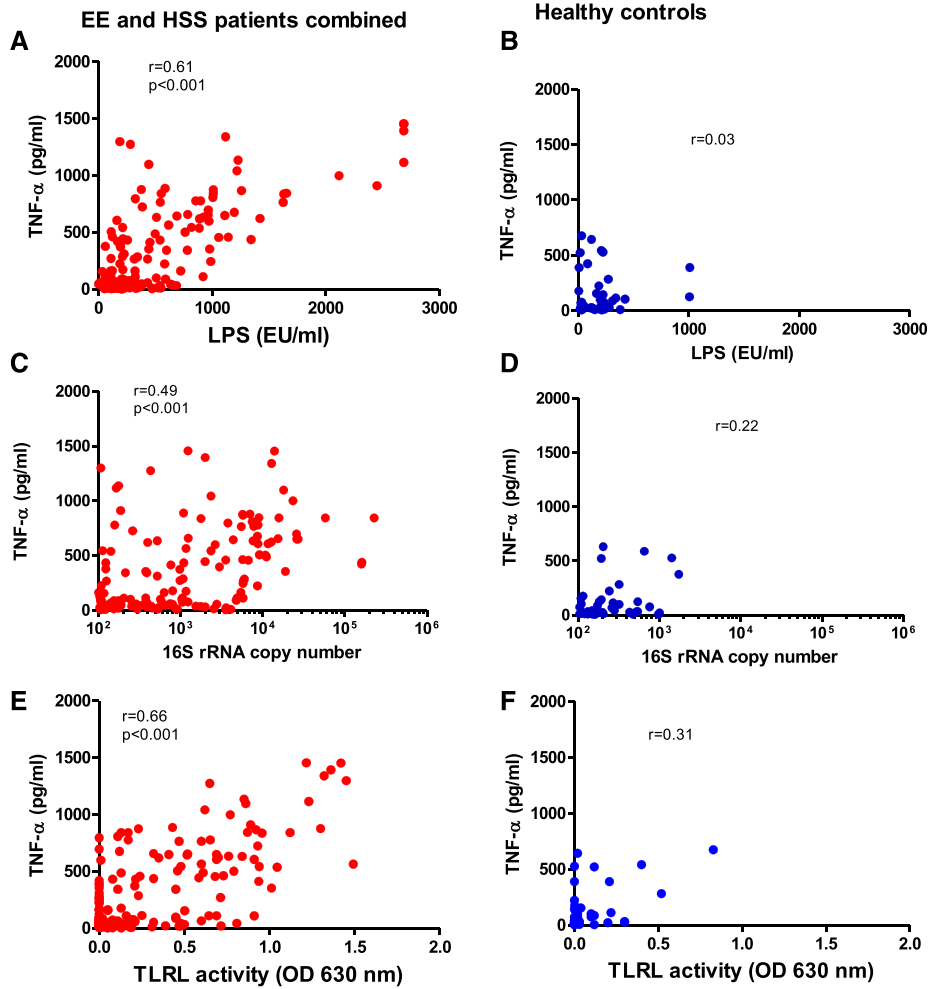 EE and HSS patients combined
Healthy controls
A
r=0.61
p<0.001
2000
1500
1000
500
0
TNF-α (pg/ml)
0 1000 2000 3000
LPS (EU/ml)
B
r=0.03
2000
1500
1000
500
0
TNF-α (pg/ml)
0 1000 2000 3000
LPS (EU/ml)
C
r=0.49
p<0.001
2000
1500
1000
500
0
TNF-α (pg/ml)
10² 10³ 10⁴ 10⁵ 10⁶
16S rRNA copy number
D
r=0.22
2000
1500
1000
500
0
TNF-α (pg/ml)
10² 10³ 10⁴ 10⁵ 10⁶
16S rRNA copy number
E
r=0.66
p<0.001
2000
1500
1000
500
0
TNF-α (pg/ml)
0.0 0.5 1.0 1.5 2.0
TLRL activity (OD 630 nm)
F
r=0.31
2000
1500
1000
500
0
TNF-α (pg/ml)
0.0 0.5 1.0 1.5 2.0
TLRL activity (OD 630 nm)